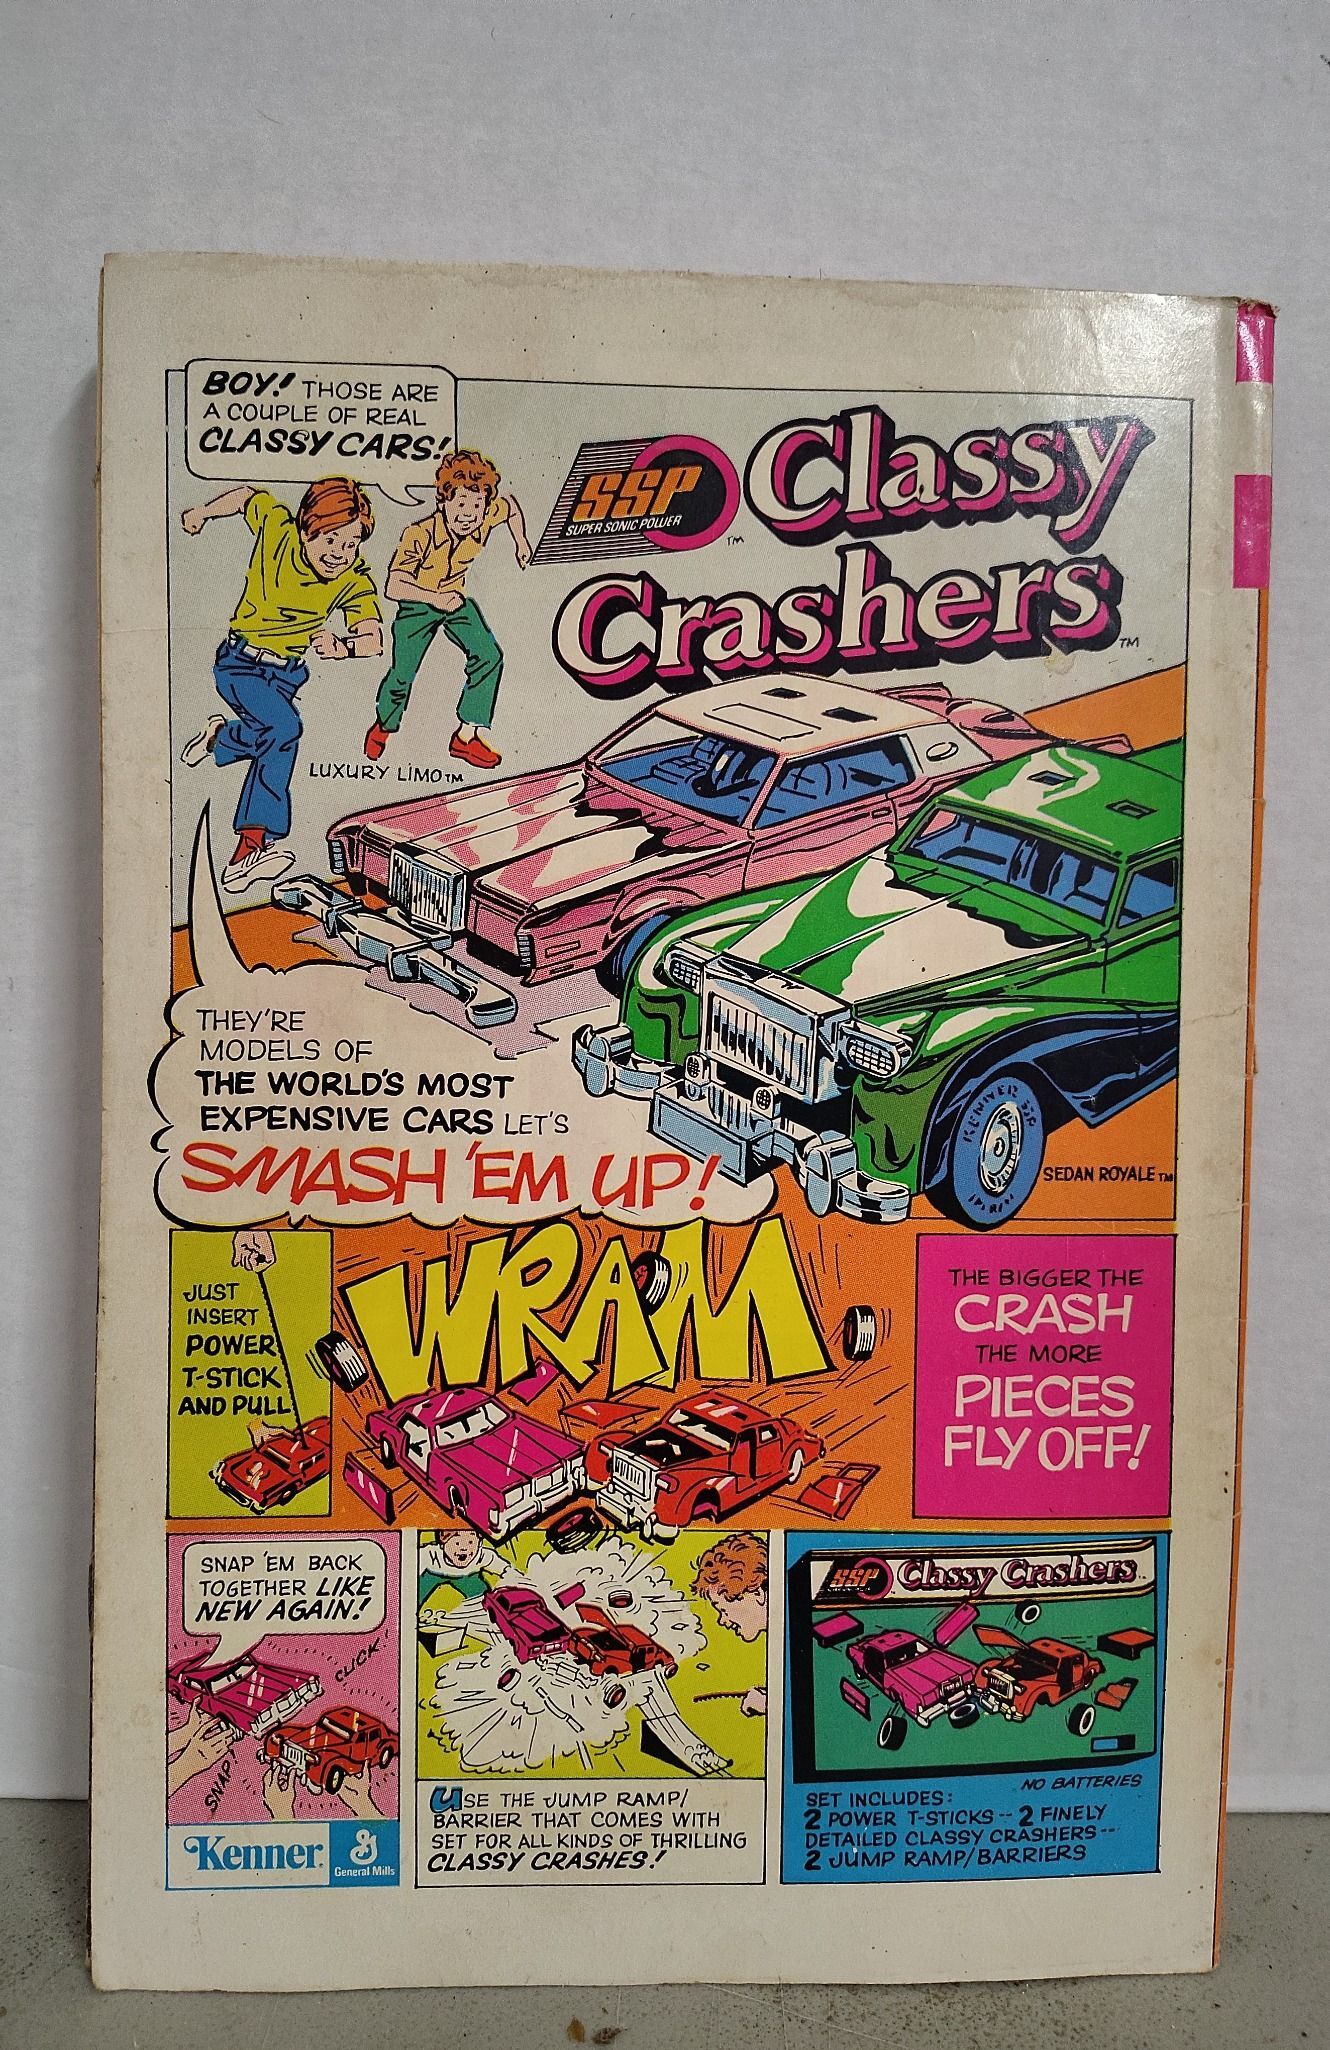 BOY! THOSE ARE
A COUPLE OF REAL
CLASSY CARS!
SSP
SUPER SONIC POWER
TM
Classy
Crashers
TM
LUXURY LIMO TM
THEY'RE
MODELS OF
THE WORLD'S MOST
EXPENSIVE CARS LET'S
SMASH 'EM UP!
KENNER SSP
SEDAN ROYALE TM
JUST
INSERT
POWER
T-STICK
AND PULL
WRAM
THE BIGGER THE
CRASH
THE MORE
PIECES
FLY OFF!
SNAP 'EM BACK
TOGETHER LIKE
NEW AGAIN!
CLICK
SNAP!
Kenner
G
General Mills
USE THE JUMP RAMP/
BARRIER THAT COMES WITH
SET FOR ALL KINDS OF THRILLING
CLASSY CRASHES!
SSP Classy Crashers
NO BATTERIES
SET INCLUDES:
2 POWER T-STICKS -- 2 FINELY
DETAILED CLASSY CRASHERS --
2 JUMP RAMP/BARRIERS